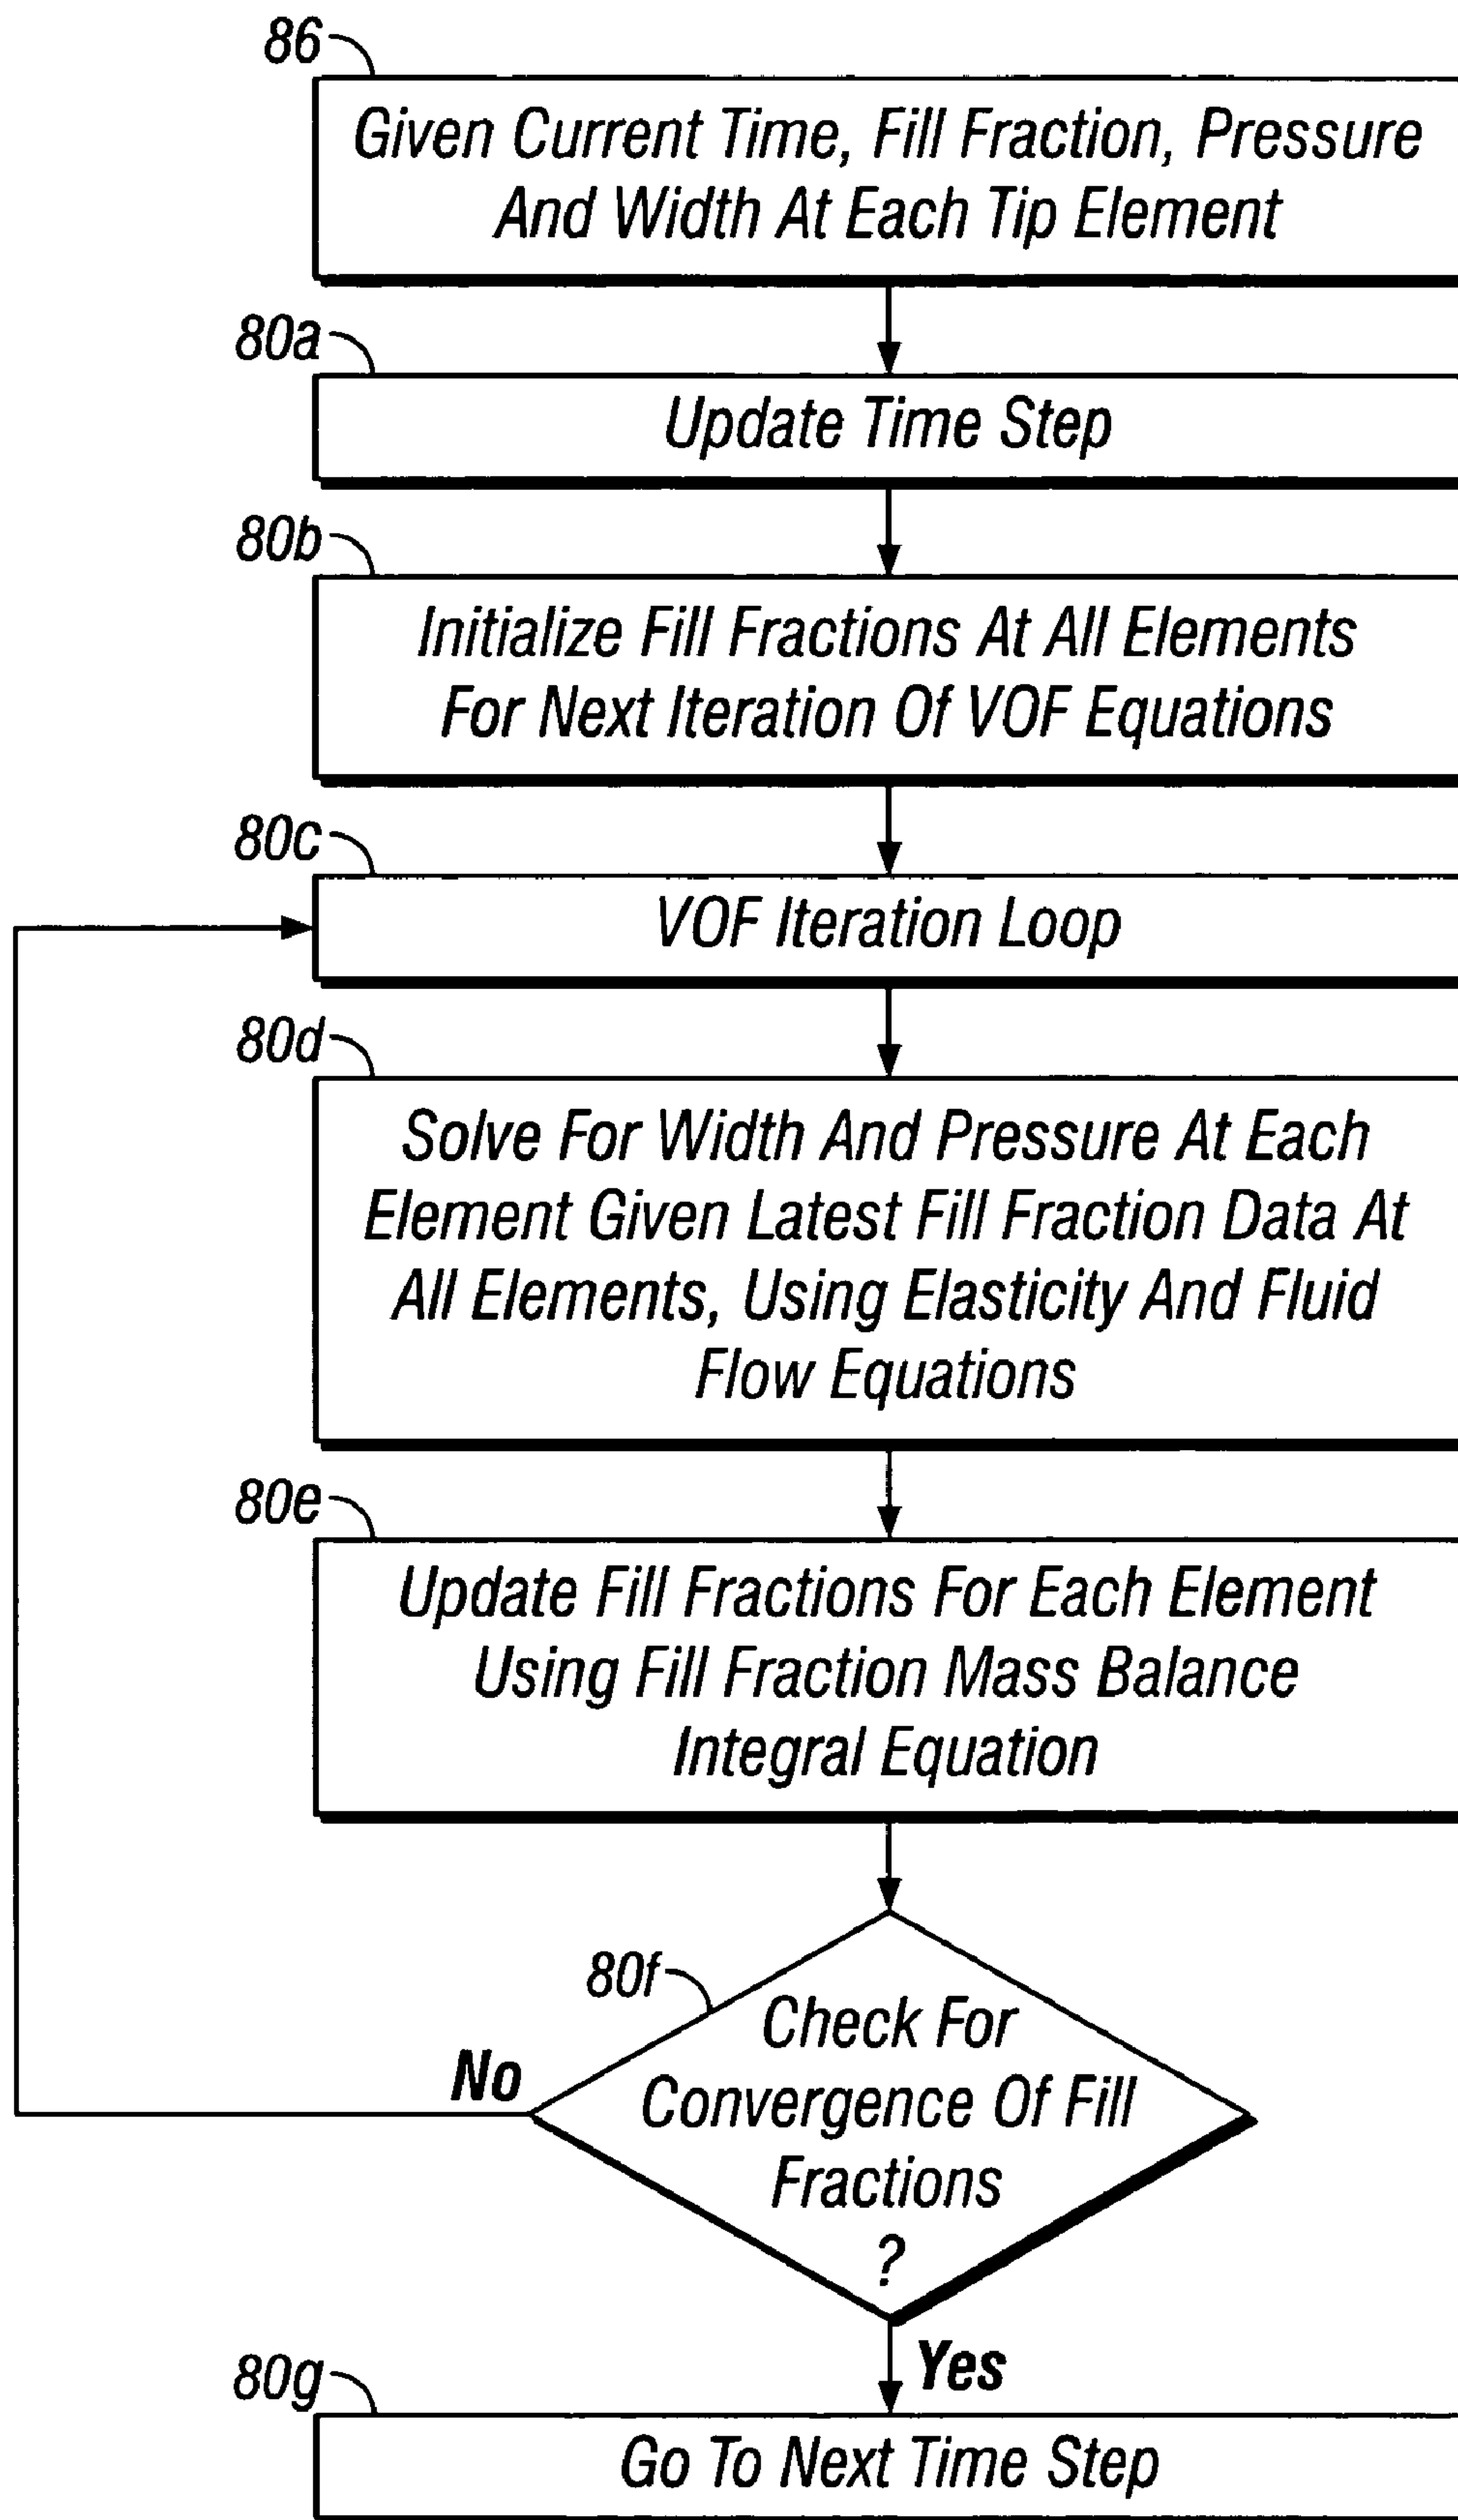 86
Given Current Time, Fill Fraction, Pressure
And Width At Each Tip Element
80a
Update Time Step
80b
Initialize Fill Fractions At All Elements
For Next Iteration Of VOF Equations
80c
VOF Iteration Loop
80d
Solve For Width And Pressure At Each
Element Given Latest Fill Fraction Data At
All Elements, Using Elasticity And Fluid
Flow Equations
80e
Update Fill Fractions For Each Element
Using Fill Fraction Mass Balance
Integral Equation
80f
Check For
Convergence Of Fill
Fractions
?
No
Yes
80g
Go To Next Time Step